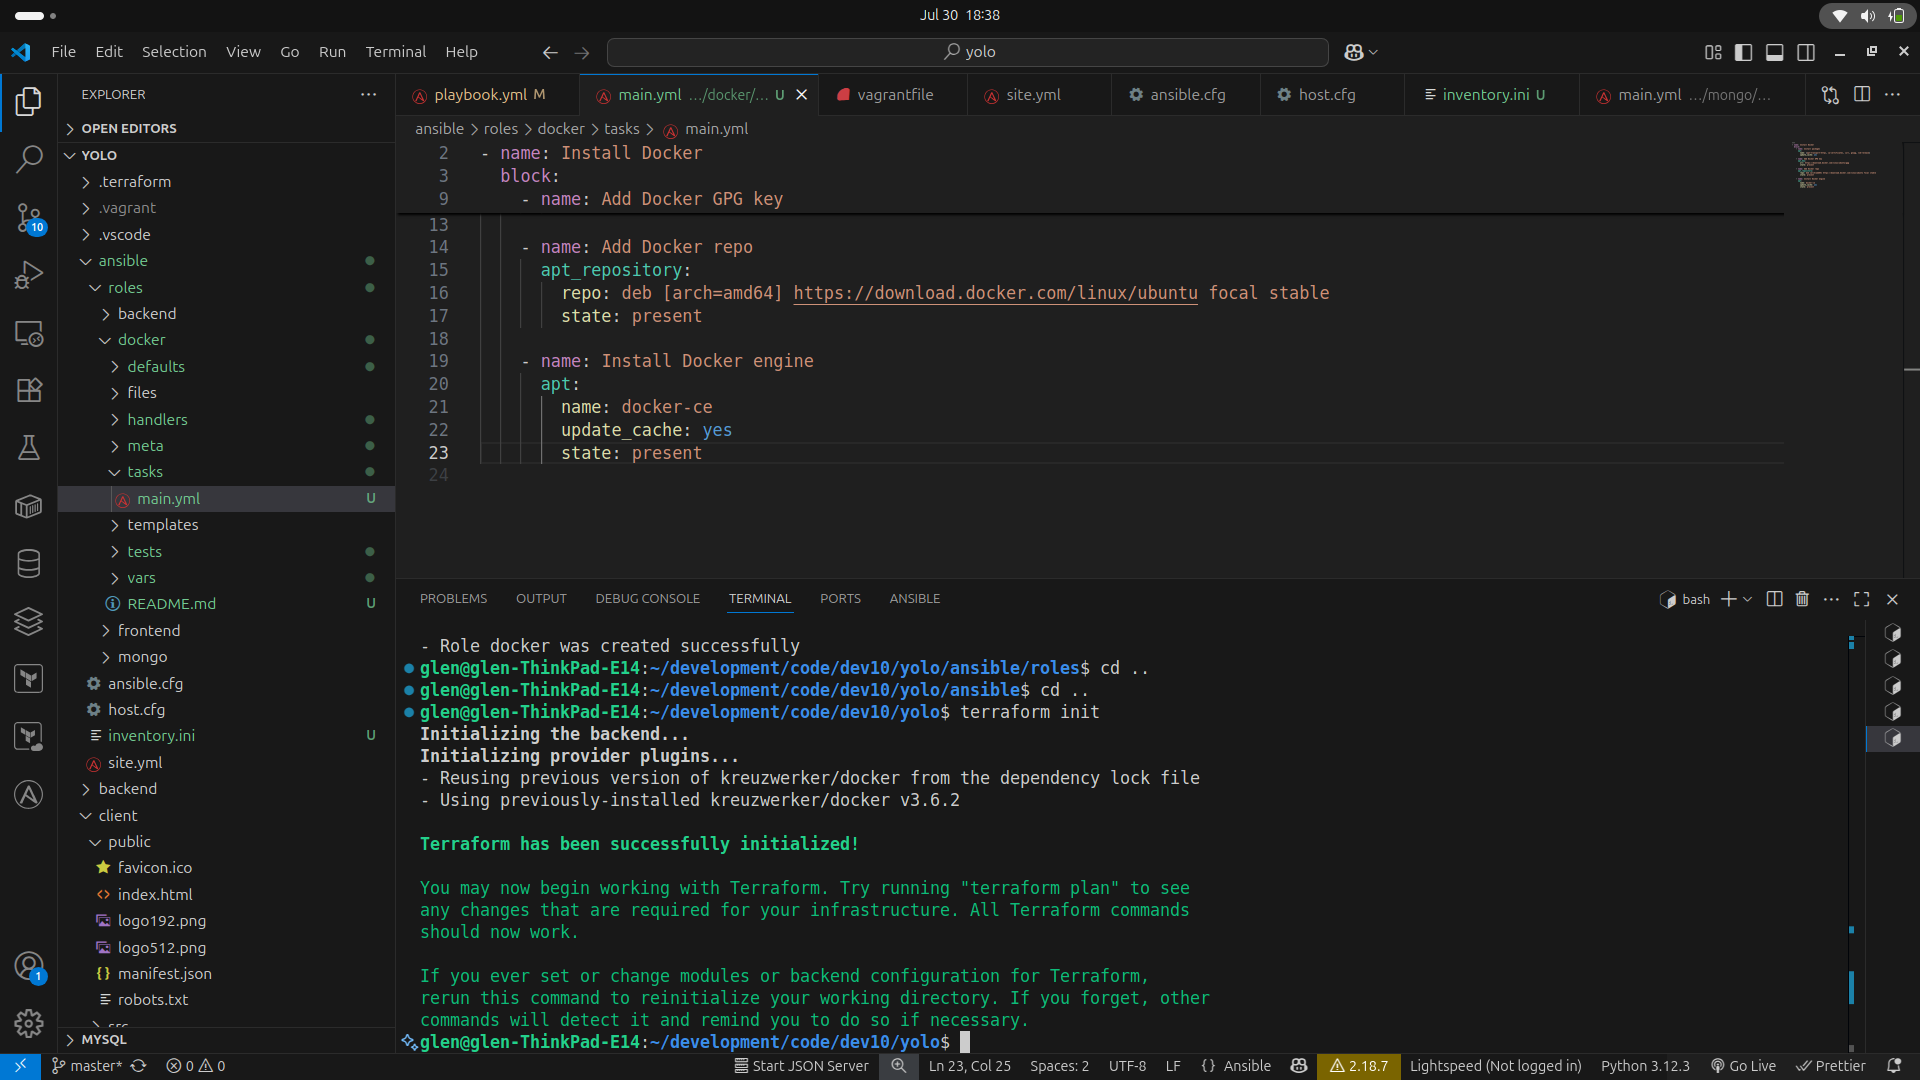 Jul 30 18:38
File Edit Selection View Go Run Terminal Help
yolo
EXPLORER
OPEN EDITORS
YOLO
.terraform
.vagrant
.vscode
ansible
roles
backend
docker
defaults
files
handlers
meta
tasks
main.yml U
templates
tests
vars
README.md U
frontend
mongo
ansible.cfg
host.cfg
inventory.ini U
site.yml
backend
client
public
favicon.ico
index.html
logo192.png
logo512.png
manifest.json
robots.txt
src
MYSQL
10
1
playbook.yml M main.yml .../docker/... U vagrantfile site.yml ansible.cfg host.cfg inventory.ini U main.yml .../mongo/...
ansible > roles > docker > tasks > main.yml
2 - name: Install Docker
3 block:
9 - name: Add Docker GPG key
13
14 - name: Add Docker repo
15 apt_repository:
16 repo: deb [arch=amd64] https://download.docker.com/linux/ubuntu focal stable
17 state: present
18
19 - name: Install Docker engine
20 apt:
21 name: docker-ce
22 update_cache: yes
23 state: present
24
PROBLEMS OUTPUT DEBUG CONSOLE TERMINAL PORTS ANSIBLE
bash
- Role docker was created successfully
glen@glen-ThinkPad-E14:~/development/code/dev10/yolo/ansible/roles$ cd ..
glen@glen-ThinkPad-E14:~/development/code/dev10/yolo/ansible$ cd ..
glen@glen-ThinkPad-E14:~/development/code/dev10/yolo$ terraform init
Initializing the backend...
Initializing provider plugins...
- Reusing previous version of kreuzwerker/docker from the dependency lock file
- Using previously-installed kreuzwerker/docker v3.6.2
Terraform has been successfully initialized!
You may now begin working with Terraform. Try running "terraform plan" to see
any changes that are required for your infrastructure. All Terraform commands
should now work.
If you ever set or change modules or backend configuration for Terraform,
rerun this command to reinitialize your working directory. If you forget, other
commands will detect it and remind you to do so if necessary.
glen@glen-ThinkPad-E14:~/development/code/dev10/yolo$
master* 0 0 Start JSON Server Ln 23, Col 25 Spaces: 2 UTF-8 LF {} Ansible 2.18.7 Lightspeed (Not logged in) Python 3.12.3 Go Live Prettier